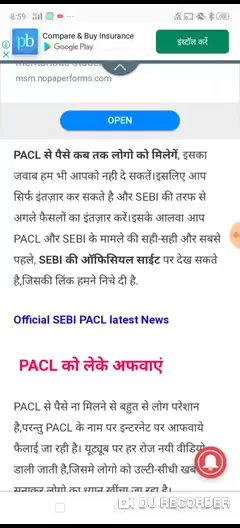 8:59
pb
Compare & Buy Insurance
Google Play
इंस्टॉल करें
msm.nopaperforms.com
OPEN
PACL से पैसे कब तक लोगो को मिलेगें, इसका
जवाब हम भी आपको नही दे सकतें।इसलिए आप
सिर्फ इंतज़ार कर सकते है और SEBI की तरफ से
अगले फैसलों का इंतज़ार करें।इसके आलवा आप
PACL और SEBI के मामले की सही-सही और सबसे
पहले, SEBI की ऑफिसियल साईट पर देख सकते
है,जिसकी लिंक हमने निचे दी है.
Official SEBI PACL latest News
PACL को लेके अफवाएं
PACL से पैसे ना मिलने से बहुत से लोग परेशान
है,परन्तु PACL के नाम पर इन्टरनेट पर आफवाये
फैलाई जा रही है। यूट्यूब पर हर रोज नयी वीडियो
डाली जाती है,जिसमे लोगो को उल्टी-सीधी खब
DU RECORDER